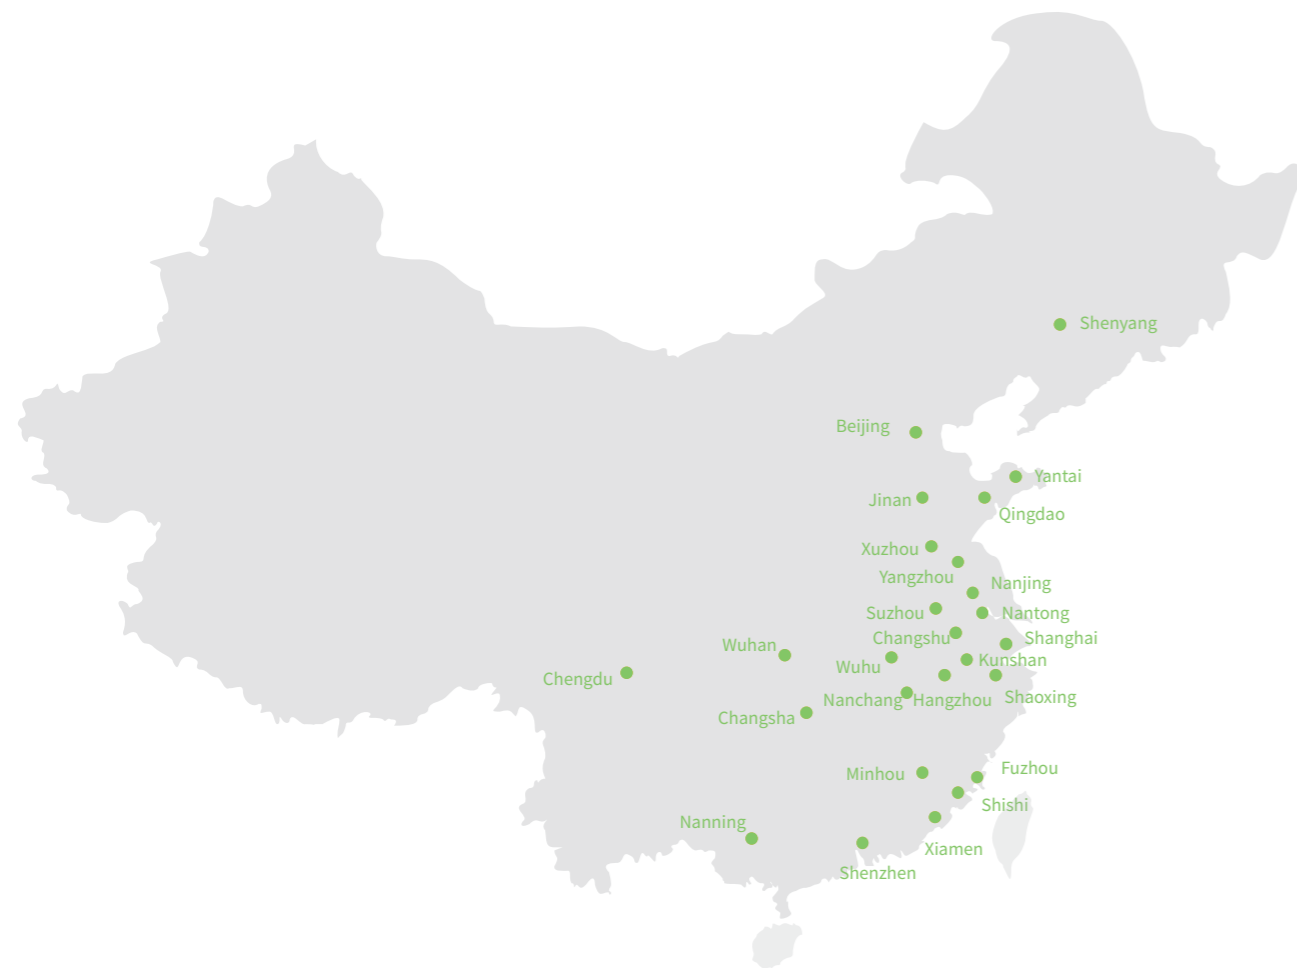 Shenyang
Beijing
Yantai
Jinan
Qingdao
Xuzhou
Yangzhou
Nanjing
Suzhou
Nantong
Changshu
Shanghai
Wuhan
Kunshan
Wuhu
Chengdu
Nanchang
Hangzhou
Shaoxing
Changsha
Fuzhou
Minhou
Shishi
Nanning
Xiamen
Shenzhen